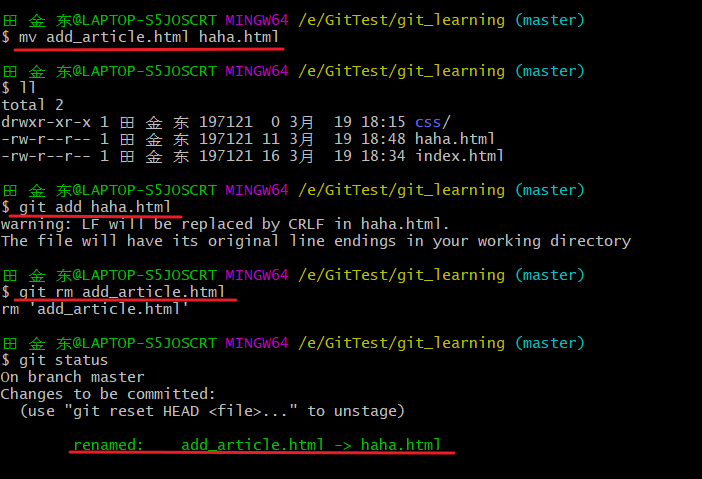 田 金 东@LAPTOP-S5JOSCRT MINGW64 /e/GitTest/git_learning (master)
$ mv add_article.html haha.html
田 金 东@LAPTOP-S5JOSCRT MINGW64 /e/GitTest/git_learning (master)
$ ll
total 2
drwxr-xr-x 1 田 金 东 197121  0 3月  19 18:15 css/
-rw-r--r-- 1 田 金 东 197121 11 3月  19 18:48 haha.html
-rw-r--r-- 1 田 金 东 197121 16 3月  19 18:34 index.html
田 金 东@LAPTOP-S5JOSCRT MINGW64 /e/GitTest/git_learning (master)
$ git add haha.html
warning: LF will be replaced by CRLF in haha.html.
The file will have its original line endings in your working directory
田 金 东@LAPTOP-S5JOSCRT MINGW64 /e/GitTest/git_learning (master)
$ git rm add_article.html
rm 'add_article.html'
田 金 东@LAPTOP-S5JOSCRT MINGW64 /e/GitTest/git_learning (master)
$ git status
On branch master
Changes to be committed:
  (use "git reset HEAD <file>..." to unstage)
        renamed:    add_article.html -> haha.html